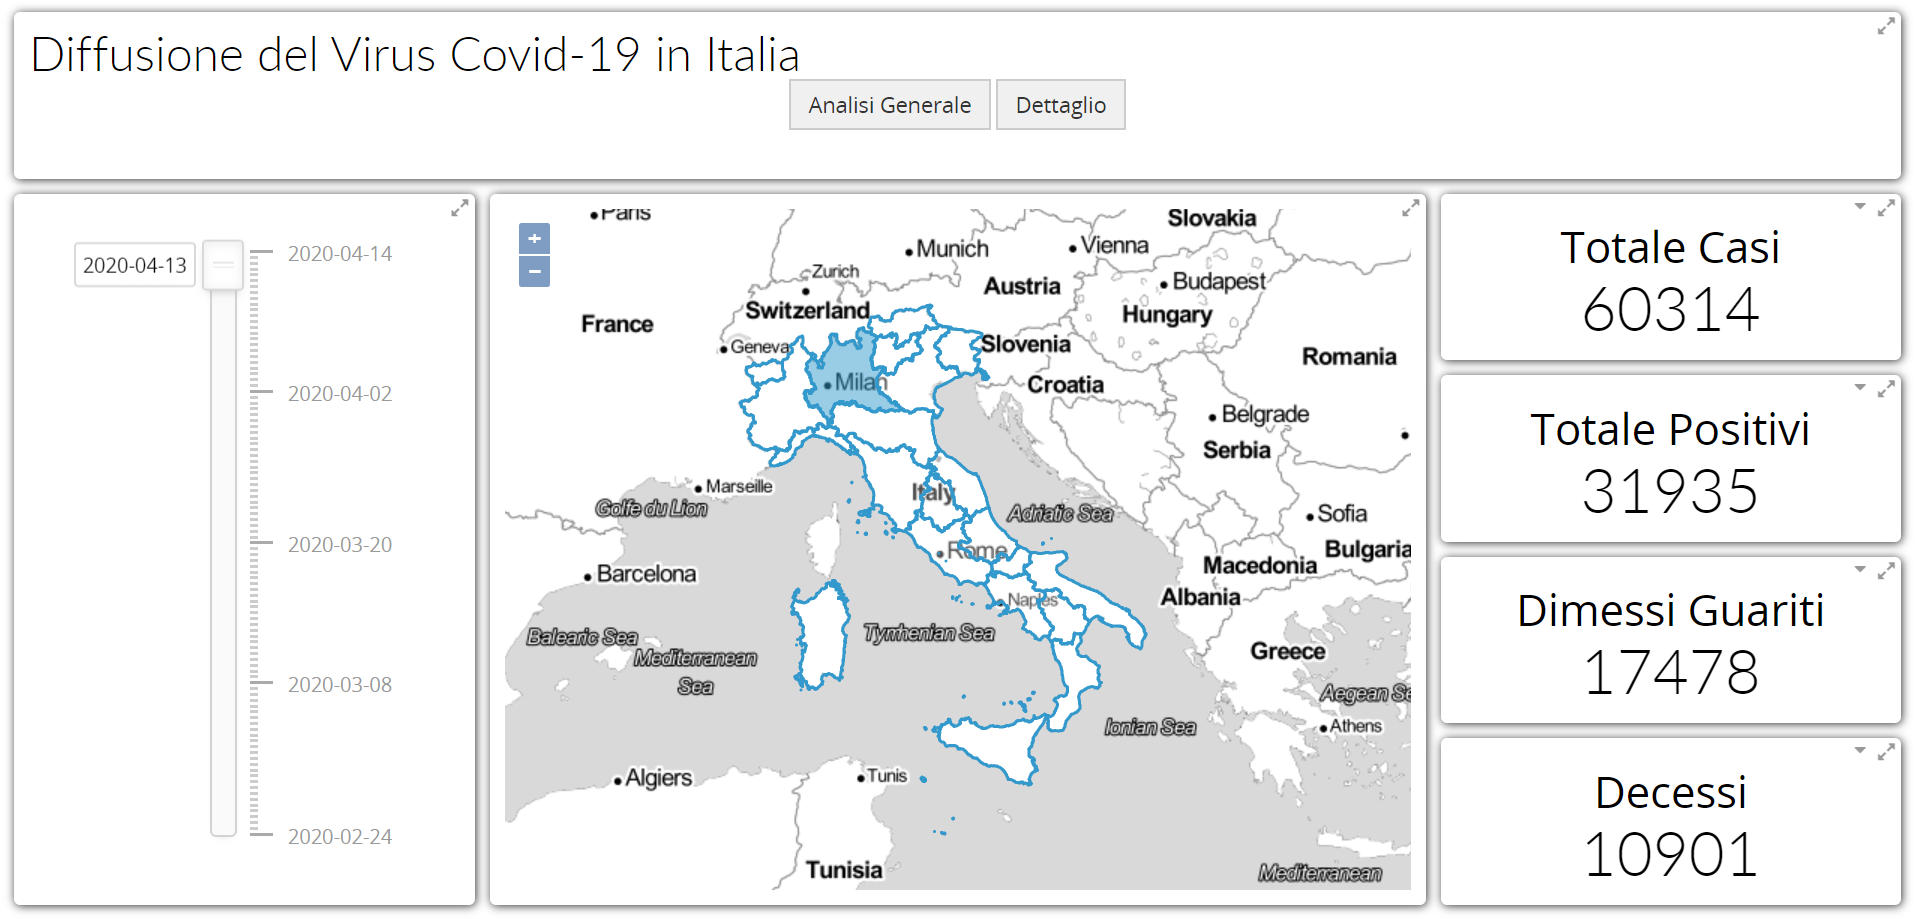 Diffusione del Virus Covid-19 in Italia
Analisi Generale
Dettaglio
2020-04-13
2020-04-14
2020-04-02
2020-03-20
2020-03-08
2020-02-24
+
−
Paris
Munich
Vienna
Slovakia
Zurich
Austria
Budapest
Switzerland
Hungary
France
Geneva
Slovenia
Romania
Milan
Croatia
Belgrade
Serbia
Marseille
Italy
Golfe du Lion
Adriatic Sea
Sofia
Rome
Bulgaria
Barcelona
Macedonia
Naples
Albania
Balearic Sea
Tyrrhenian Sea
Mediterranean
Sea
Greece
Aegean Se
Ionian Sea
Athens
Algiers
Tunis
Tunisia
Mediterranean
Totale Casi
60314
Totale Positivi
31935
Dimessi Guariti
17478
Decessi
10901